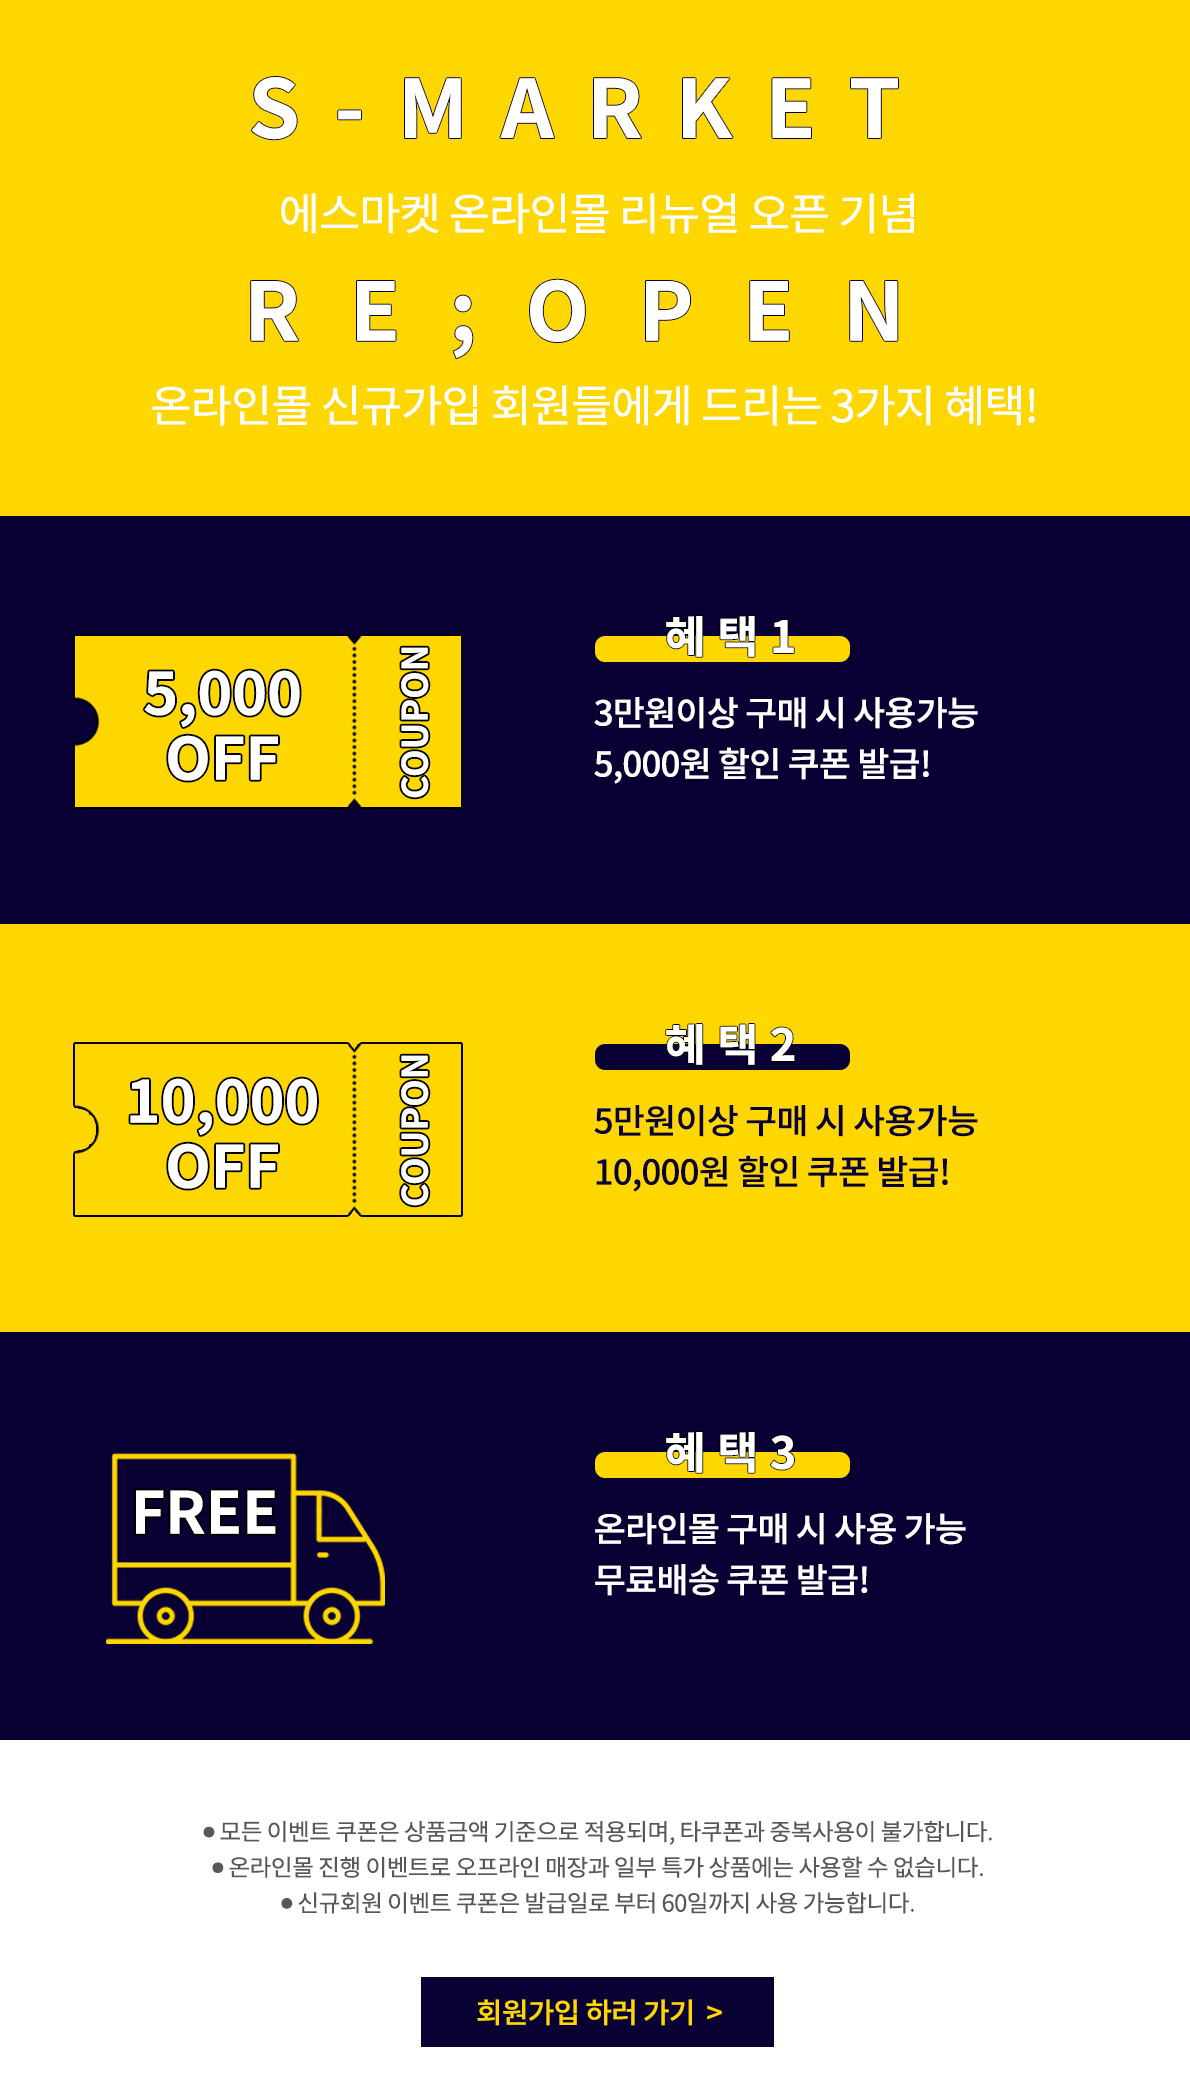 S-MARKET
에스마켓 온라인몰 리뉴얼 오픈 기념
RE;OPEN
온라인몰 신규가입 회원들에게 드리는 3가지 혜택!
5,000
OFF
COUPON
혜택1
3만원이상 구매 시 사용가능
5,000원 할인 쿠폰 발급!
10,000
OFF
COUPON
혜택2
5만원이상 구매 시 사용가능
10,000원 할인 쿠폰 발급!
FREE
혜택3
온라인몰 구매 시 사용 가능
무료배송 쿠폰 발급!
● 모든 이벤트 쿠폰은 상품금액 기준으로 적용되며, 타쿠폰과 중복사용이 불가합니다.
● 온라인몰 진행 이벤트로 오프라인 매장과 일부 특가 상품에는 사용할 수 없습니다.
● 신규회원 이벤트 쿠폰은 발급일로 부터 60일까지 사용 가능합니다.
회원가입 하러 가기 >